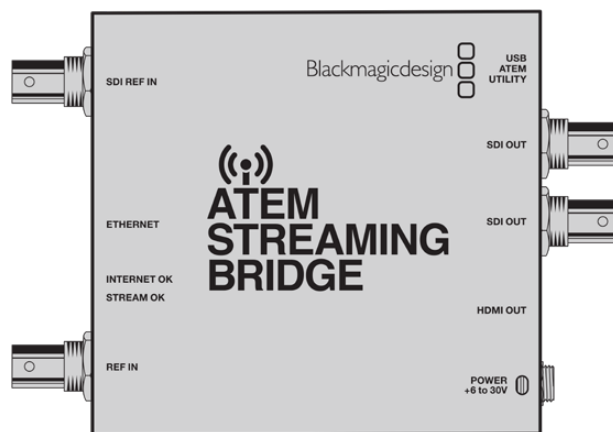 SDI REF IN
Blackmagicdesign
USB
ATEM
UTILITY
SDI OUT
ATEM
STREAMING
BRIDGE
ETHERNET
SDI OUT
INTERNET OK
STREAM OK
HDMI OUT
REF IN
POWER
+6 to 30V